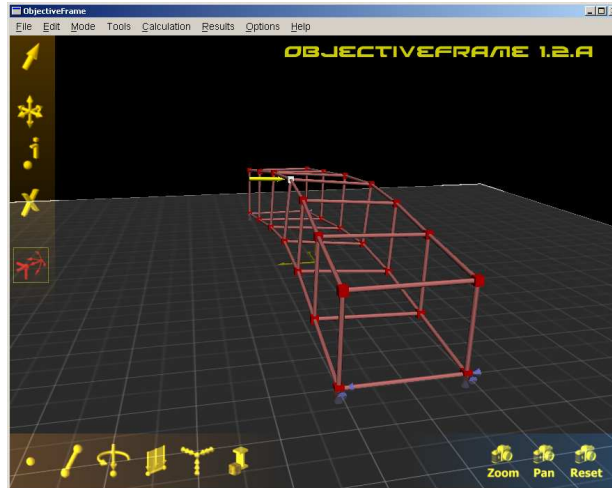 ObjectiveFrame
File Edit Mode Tools Calculation Results Options Help
OBJECTIVEFRAME 1.2.A
i
Zoom Pan Reset